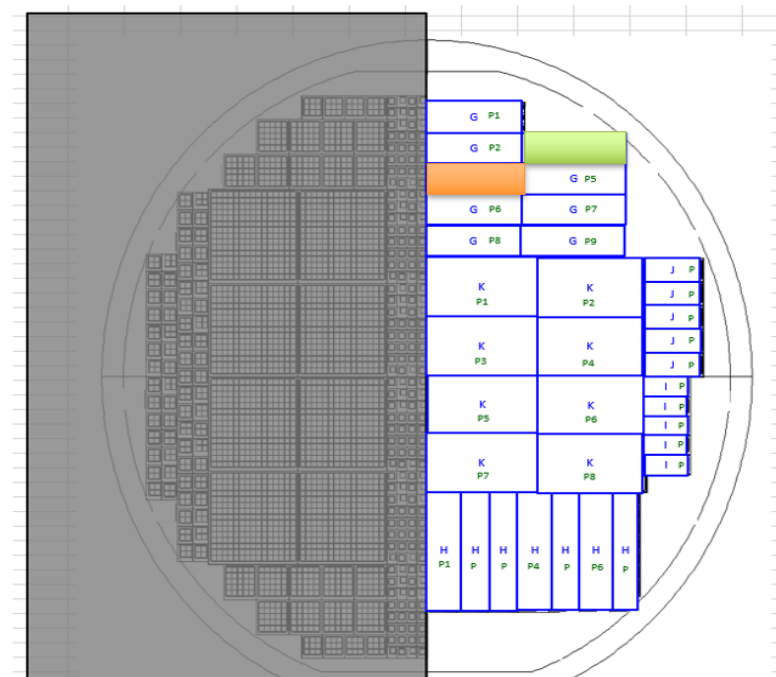 G P1
G P2
G P5
G P6 G P7
G P8 G P9
K P1 K P2 J P
J P
J P
K P3 K P4 J P
J P
I P
K P5 K P6 I P
I P
I P
K P7 K P8 I P
H H H H H H H
P1 P P P4 P P6 P